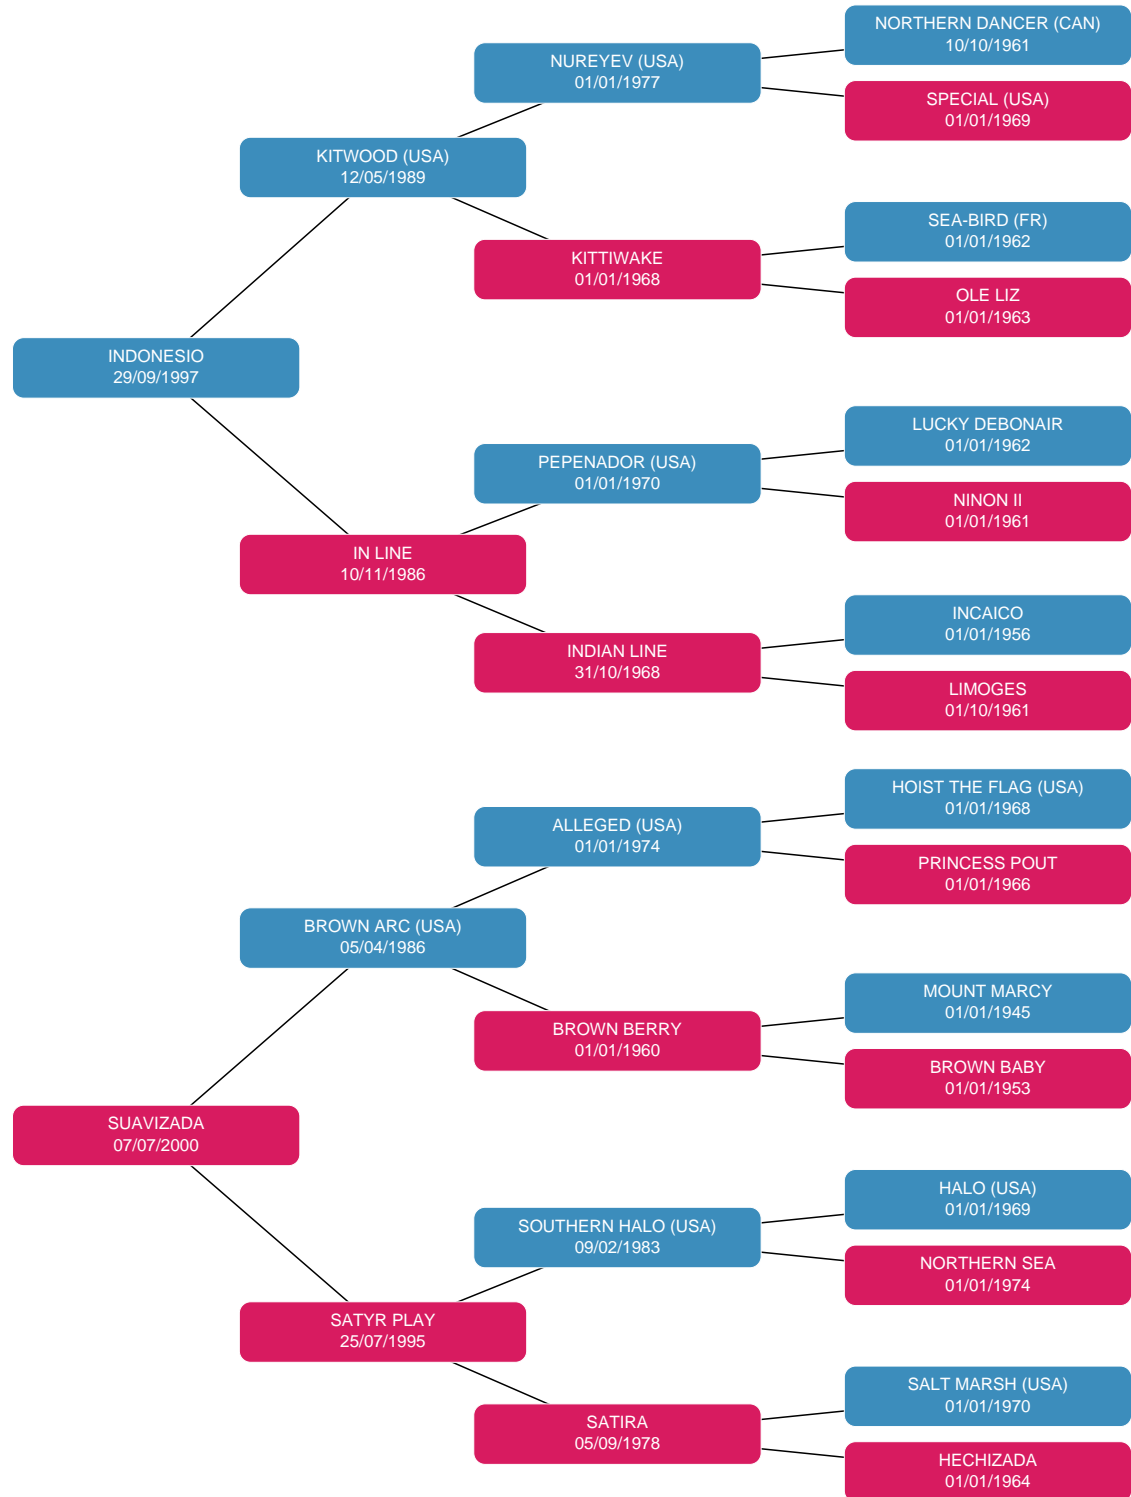 NORTHERN DANCER (CAN)
10/10/1961
NUREYEV (USA)
01/01/1977
SPECIAL (USA)
01/01/1969
KITWOOD (USA)
12/05/1989
SEA-BIRD (FR)
01/01/1962
KITTIWAKE
01/01/1968
OLE LIZ
01/01/1963
INDONESIO
29/09/1997
LUCKY DEBONAIR
01/01/1962
PEPENADOR (USA)
01/01/1970
NINON II
01/01/1961
IN LINE
10/11/1986
INCAICO
01/01/1956
INDIAN LINE
31/10/1968
LIMOGES
01/10/1961
HOIST THE FLAG (USA)
01/01/1968
ALLEGED (USA)
01/01/1974
PRINCESS POUT
01/01/1966
BROWN ARC (USA)
05/04/1986
MOUNT MARCY
01/01/1945
BROWN BERRY
01/01/1960
BROWN BABY
01/01/1953
SUAVIZADA
07/07/2000
HALO (USA)
01/01/1969
SOUTHERN HALO (USA)
09/02/1983
NORTHERN SEA
01/01/1974
SATYR PLAY
25/07/1995
SALT MARSH (USA)
01/01/1970
SATIRA
05/09/1978
HECHIZADA
01/01/1964